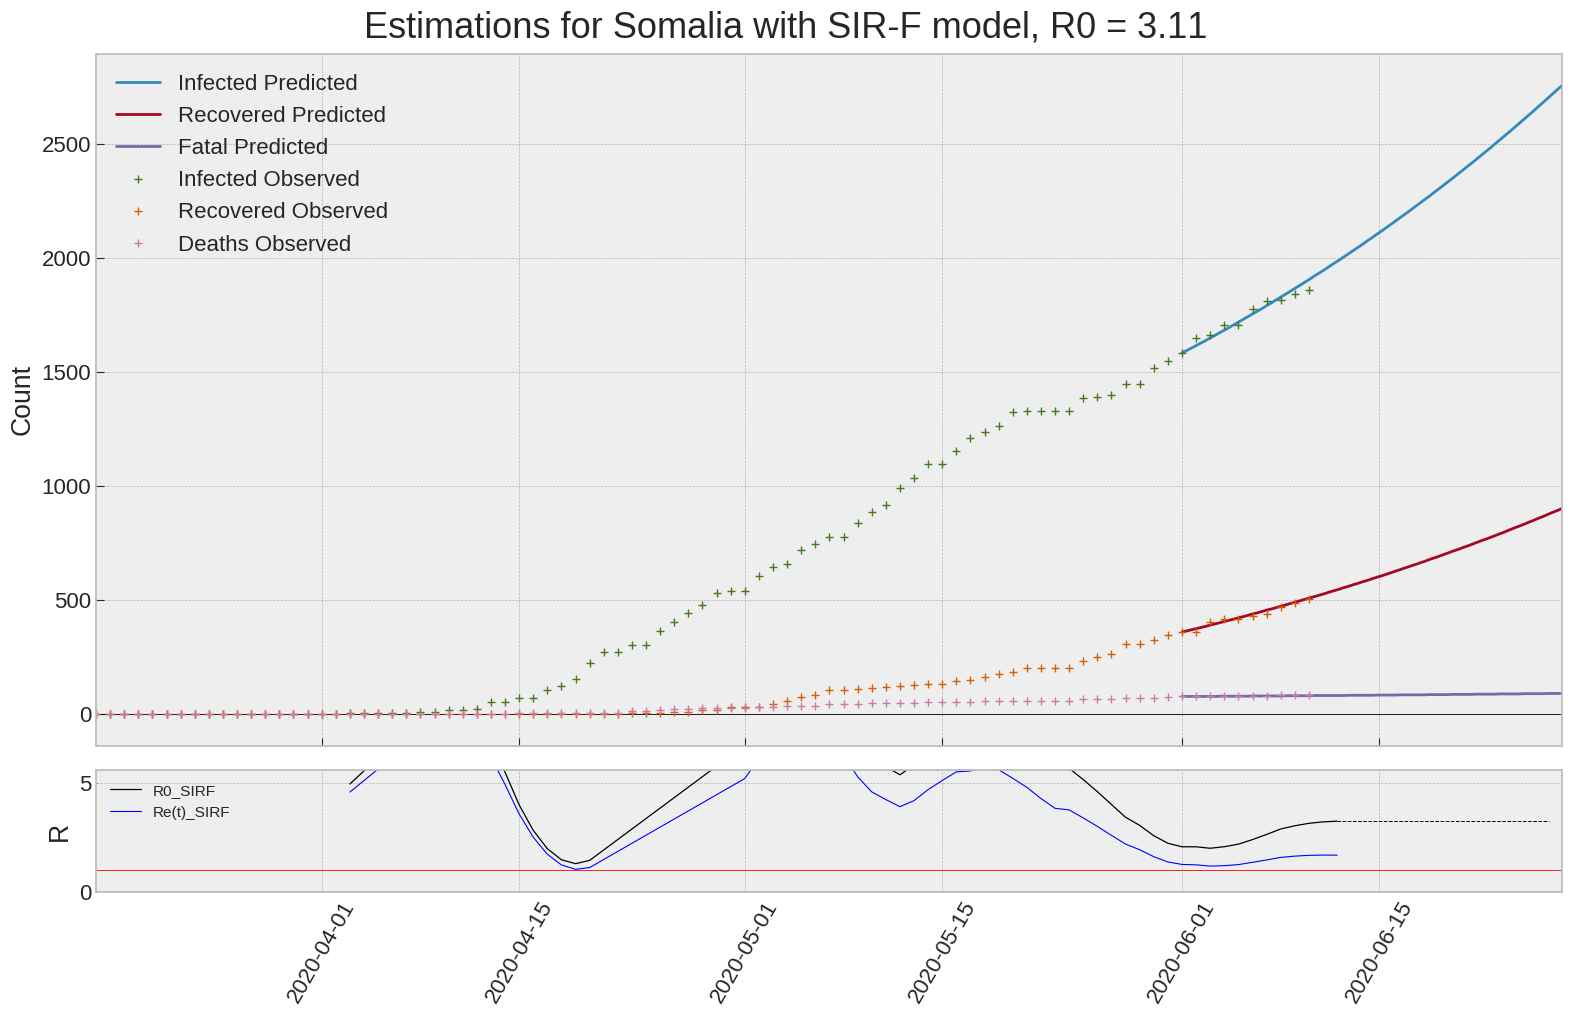 Estimations for Somalia with SIR-F model, R0 = 3.11
Infected Predicted
Recovered Predicted
Fatal Predicted
Infected Observed
Recovered Observed
Deaths Observed
Count
2500
2000
1500
1000
500
0
R0_SIRF
Re(t)_SIRF
R
5
0
2020-04-01
2020-04-15
2020-05-01
2020-05-15
2020-06-01
2020-06-15